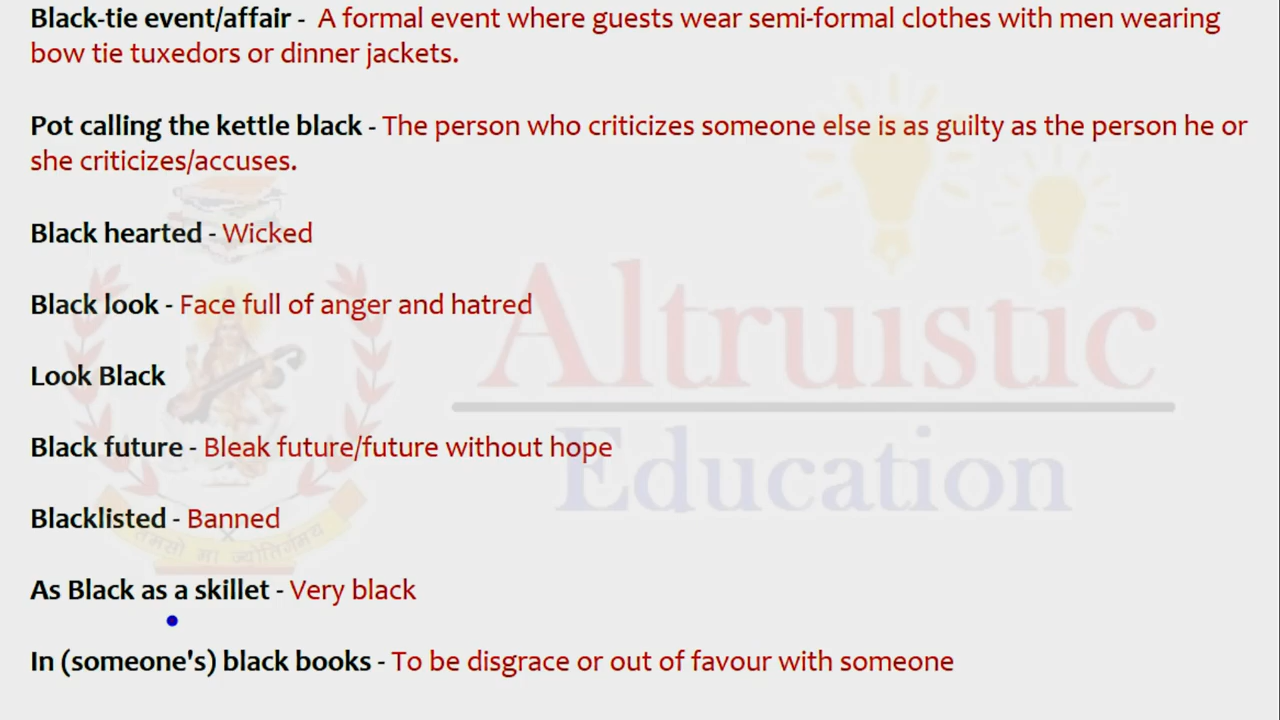 Black-tie event/affair - A formal event where guests wear semi-formal clothes with men wearing
bow tie tuxedors or dinner jackets.
Pot calling the kettle black - The person who criticizes someone else is as guilty as the person he or
she criticizes/accuses.
Black hearted - Wicked
Black look - Face full of anger and hatred
Look Black
Black future - Bleak future/future without hope
Blacklisted - Banned
As Black as a skillet - Very black
In (someone's) black books - To be disgrace or out of favour with someone
Altruistic
Education
तमसो मा ज्योतिर्गमय